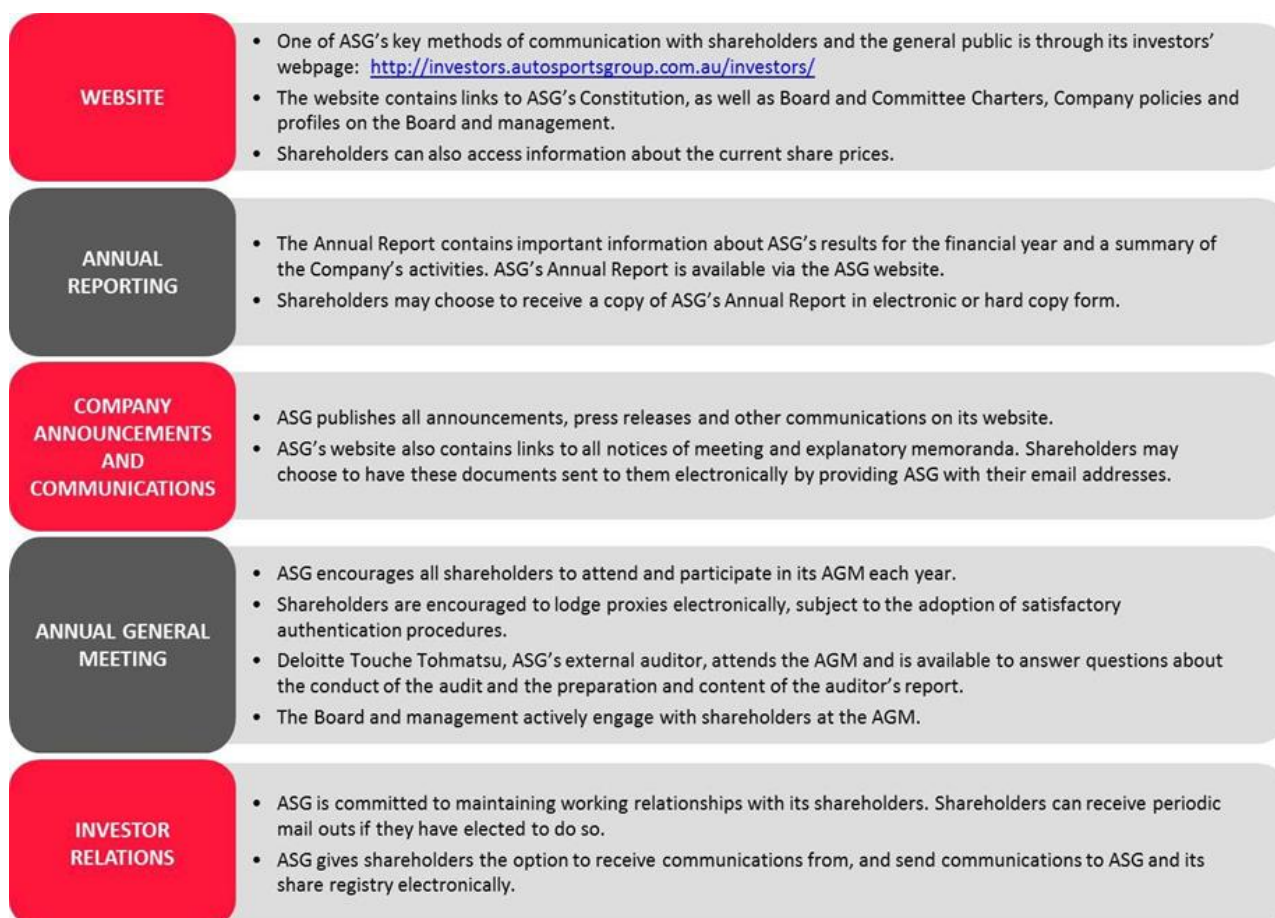 WEBSITE
• One of ASG’s key methods of communication with shareholders and the general public is through its investors’
webpage: http://investors.autosportsgroup.com.au/investors/
• The website contains links to ASG’s Constitution, as well as Board and Committee Charters, Company policies and
profiles on the Board and management.
• Shareholders can also access information about the current share prices.
ANNUAL
REPORTING
• The Annual Report contains important information about ASG’s results for the financial year and a summary of
the Company’s activities. ASG’s Annual Report is available via the ASG website.
• Shareholders may choose to receive a copy of ASG’s Annual Report in electronic or hard copy form.
COMPANY
ANNOUNCEMENTS
AND
COMMUNICATIONS
• ASG publishes all announcements, press releases and other communications on its website.
• ASG’s website also contains links to all notices of meeting and explanatory memoranda. Shareholders may
choose to have these documents sent to them electronically by providing ASG with their email addresses.
ANNUAL GENERAL
MEETING
• ASG encourages all shareholders to attend and participate in its AGM each year.
• Shareholders are encouraged to lodge proxies electronically, subject to the adoption of satisfactory
authentication procedures.
• Deloitte Touche Tohmatsu, ASG’s external auditor, attends the AGM and is available to answer questions about
the conduct of the audit and the preparation and content of the auditor’s report.
• The Board and management actively engage with shareholders at the AGM.
INVESTOR
RELATIONS
• ASG is committed to maintaining working relationships with its shareholders. Shareholders can receive periodic
mail outs if they have elected to do so.
• ASG gives shareholders the option to receive communications from, and send communications to ASG and its
share registry electronically.